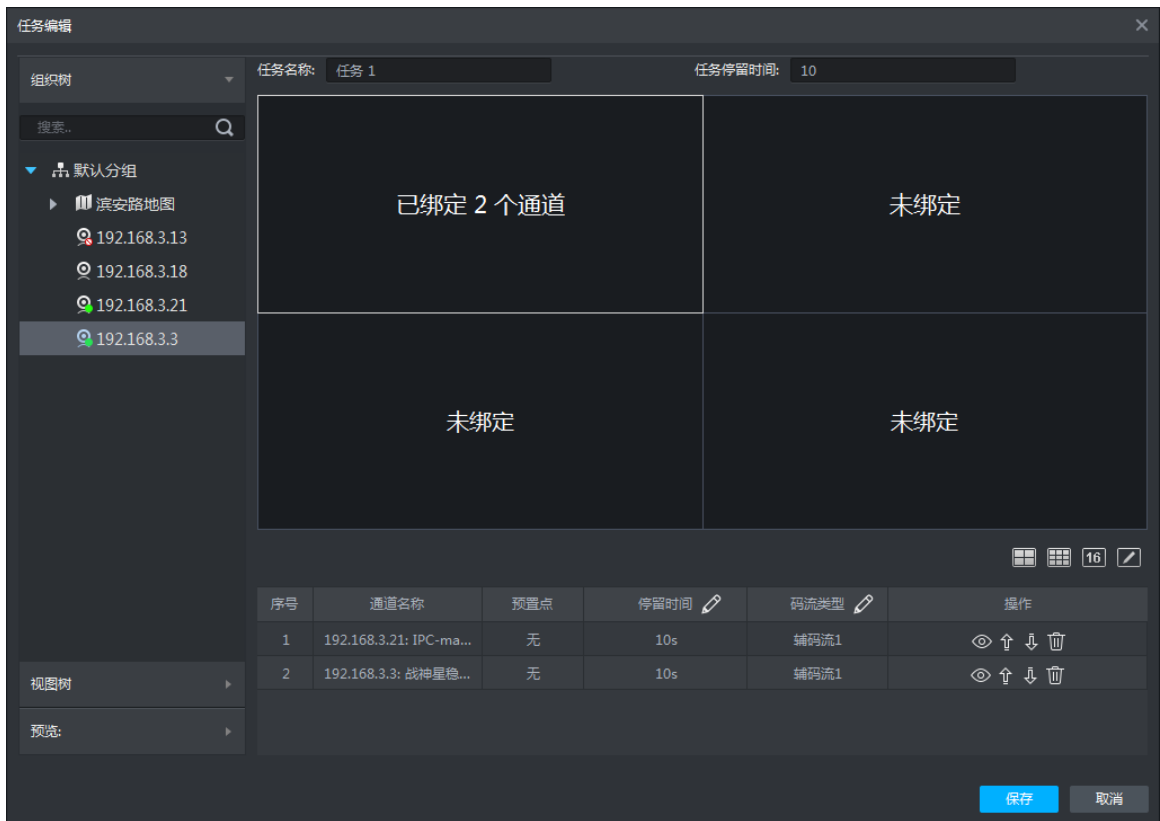 任务编辑
组织树
任务名称: 任务 1 任务停留时间: 10
搜索..
默认分组
滨安路地图
192.168.3.13
192.168.3.18
192.168.3.21
192.168.3.3
已绑定 2 个通道 未绑定
未绑定 未绑定
16
序号 通道名称 预置点 停留时间 码流类型 操作
1 192.168.3.21: IPC-ma... 无 10s 辅码流1
2 192.168.3.3: 战神星稳... 无 10s 辅码流1
视图树
预览:
保存 取消